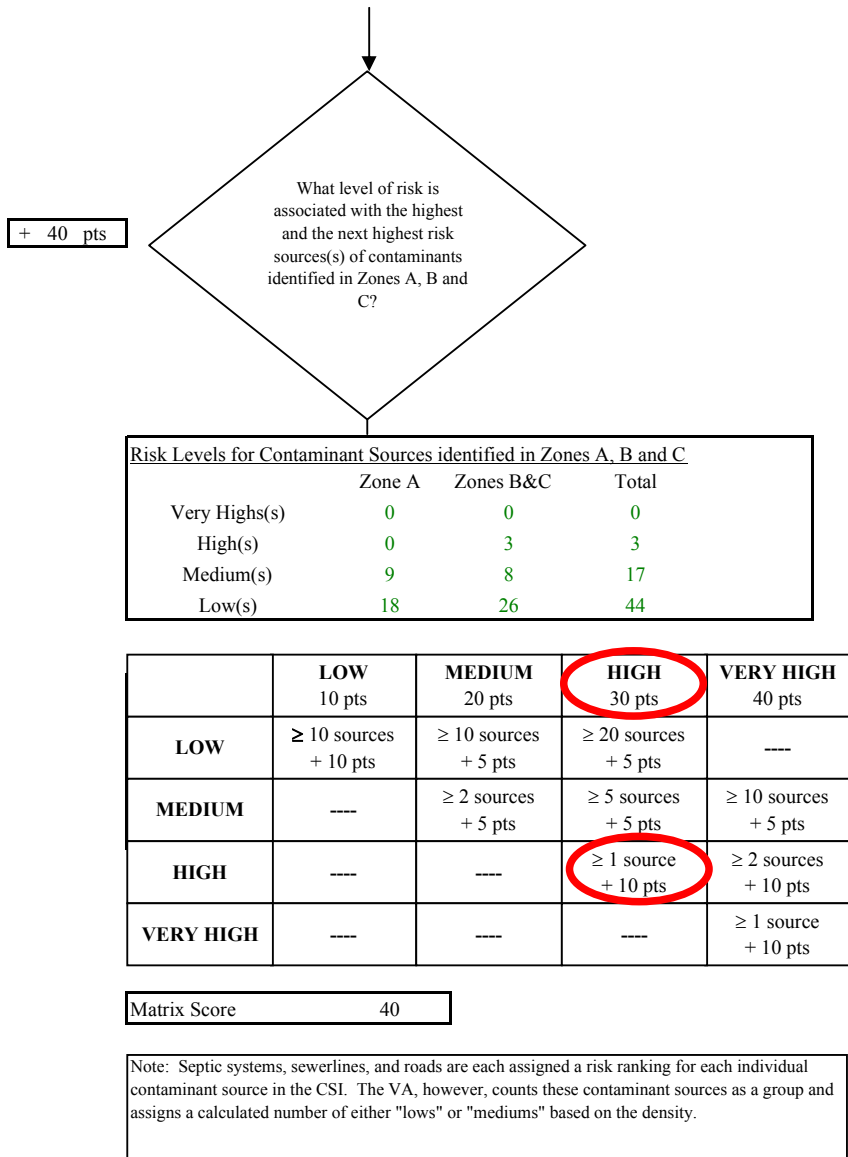 What level of risk is
associated with the highest
and the next highest risk
sources(s) of contaminants
identified in Zones A, B and
C?
+ 40 pts
Risk Levels for Contaminant Sources identified in Zones A, B and C
Zone A Zones B&C Total
Very Highs(s) 0 0 0
High(s) 0 3 3
Medium(s) 9 8 17
Low(s) 18 26 44
LOW MEDIUM HIGH VERY HIGH
10 pts 20 pts 30 pts 40 pts
LOW ≥ 10 sources ≥ 10 sources ≥ 20 sources ----
+ 10 pts + 5 pts + 5 pts
MEDIUM ---- ≥ 2 sources ≥ 5 sources ≥ 10 sources
+ 5 pts + 5 pts + 5 pts
HIGH ---- ---- ≥ 1 source ≥ 2 sources
+ 10 pts + 10 pts
VERY HIGH ---- ---- ---- ≥ 1 source
+ 10 pts
Matrix Score 40
Note: Septic systems, sewerlines, and roads are each assigned a risk ranking for each individual
contaminant source in the CSI. The VA, however, counts these contaminant sources as a group and
assigns a calculated number of either "lows" or "mediums" based on the density.